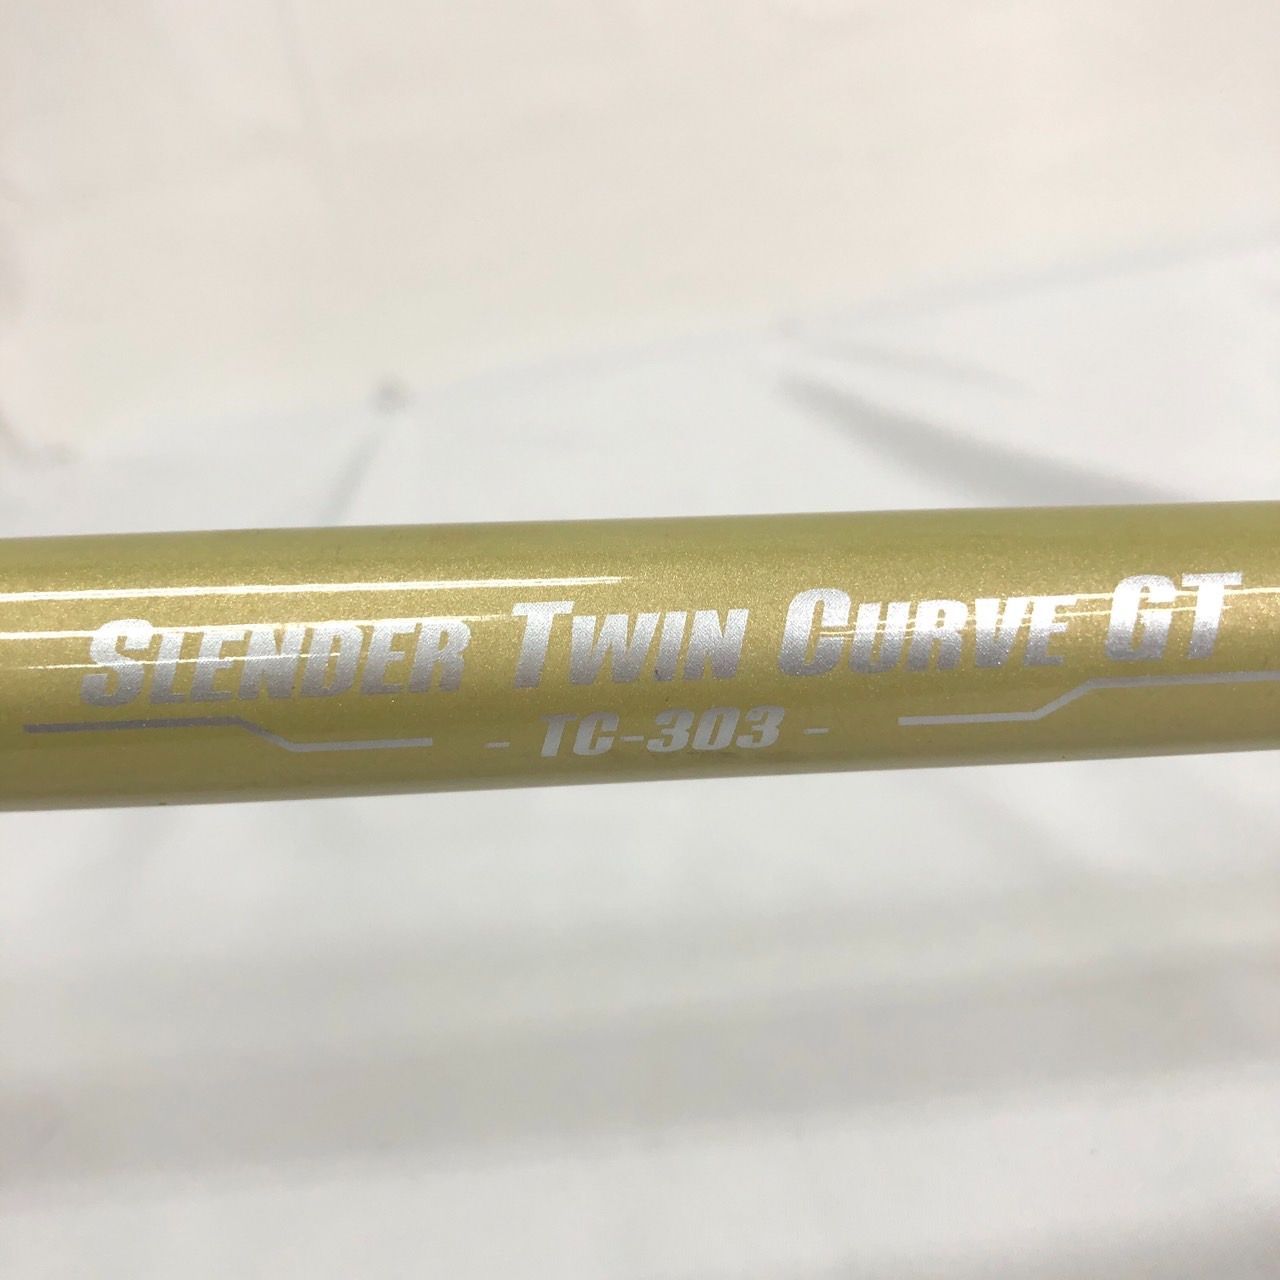 SLENDER TWIN CURVE GT
- TC-303 -